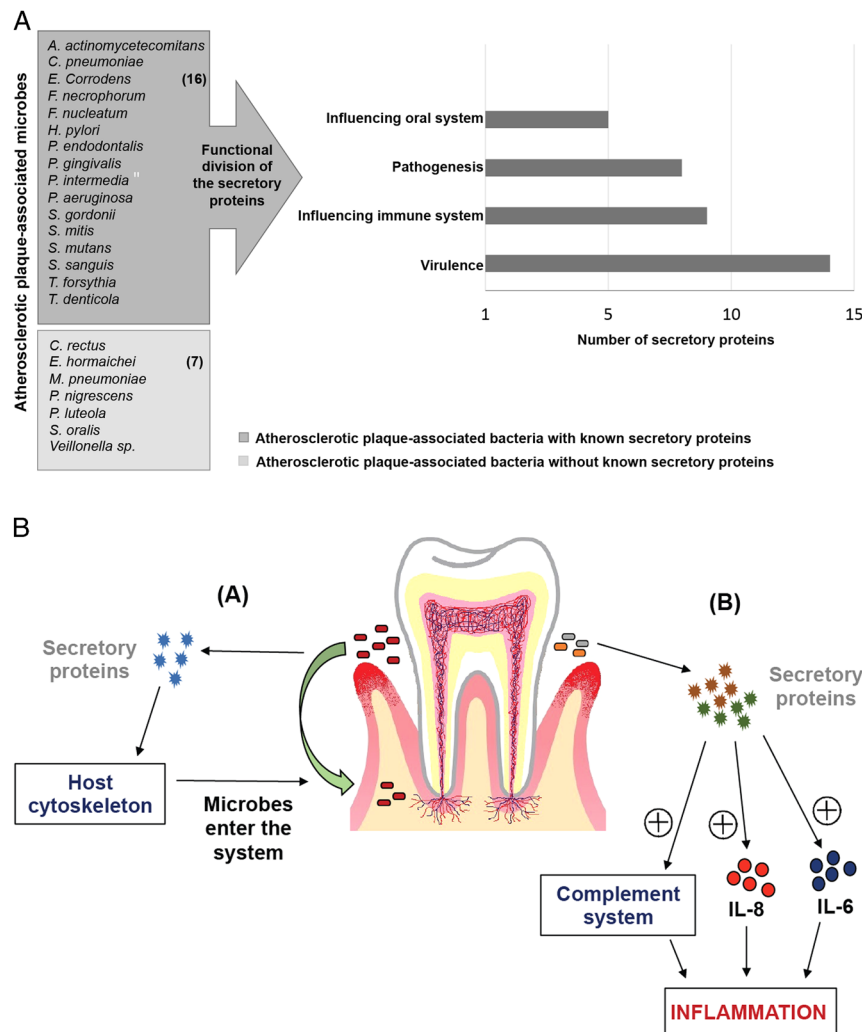 A
Atherosclerotic plaque-associated microbes
A. actinomycetecomitans
C. pneumoniae
E. Corrodens (16)
F. necrophorum
F. nucleatum
H. pylori
P. endodontalis
P. gingivalis
P. intermedia "
P. aeruginosa
S. gordonii
S. mitis
S. mutans
S. sanguis
T. forsythia
T. denticola
C. rectus
E. hormaichei (7)
M. pneumoniae
P. nigrescens
P. luteola
S. oralis
Veillonella sp.
Functional
division of
the secretory
proteins
Influencing oral system
Pathogenesis
Influencing immune system
Virulence
1 5 10 15
Number of secretory proteins
Atherosclerotic plaque-associated bacteria with known secretory proteins
Atherosclerotic plaque-associated bacteria without known secretory proteins
B
(A)
Secretory
proteins
Host
cytoskeleton
Microbes
enter the
system
(B)
Secretory
proteins
+ + +
Complement
system
IL-8
IL-6
INFLAMMATION